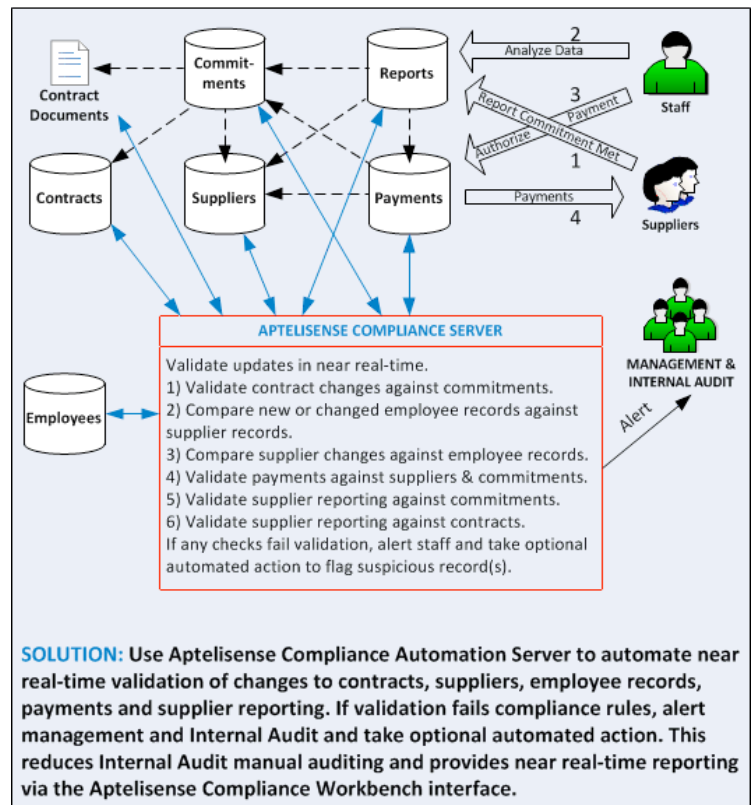 2
Analyze Data
Commit-
ments
Reports
Contract
Documents
Staff
3
Authorize Payment
Report Commitment Met
1
Contracts
Suppliers
Payments
Payments
4
Suppliers
APTELISENSE COMPLIANCE SERVER
Validate updates in near real-time.
1) Validate contract changes against commitments.
2) Compare new or changed employee records against
supplier records.
3) Compare supplier changes against employee records.
4) Validate payments against suppliers & commitments.
5) Validate supplier reporting against commitments.
6) Validate supplier reporting against contracts.
If any checks fail validation, alert staff and take optional
automated action to flag suspicious record(s).
Employees
MANAGEMENT &
INTERNAL AUDIT
Alert
SOLUTION: Use Aptelisense Compliance Automation Server to automate near
real-time validation of changes to contracts, suppliers, employee records,
payments and supplier reporting. If validation fails compliance rules, alert
management and Internal Audit and take optional automated action. This
reduces Internal Audit manual auditing and provides near real-time reporting
via the Aptelisense Compliance Workbench interface.